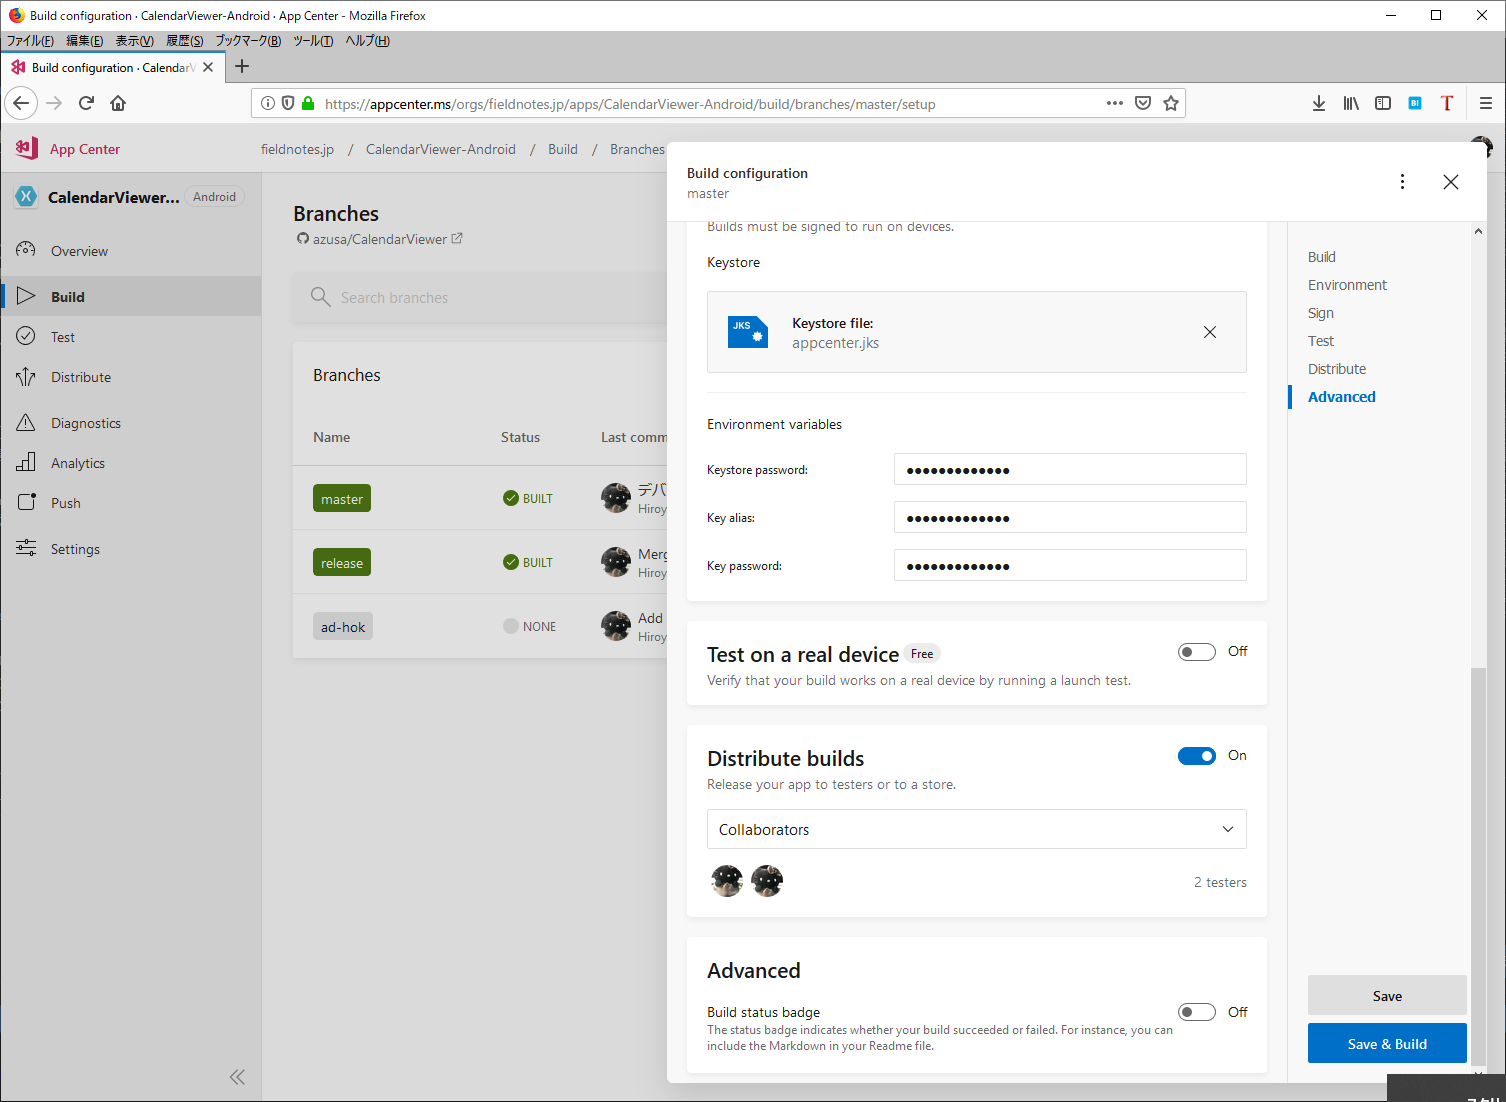 Build configuration · CalendarViewer-Android · App Center - Mozilla Firefox
ファイル(F) 編集(E) 表示(V) 履歴(S) ブックマーク(B) ツール(T) ヘルプ(H)
Build configuration · CalendarV
https://appcenter.ms/orgs/fieldnotes.jp/apps/CalendarViewer-Android/build/branches/master/setup
B!
T
App Center
fieldnotes.jp / CalendarViewer-Android / Build / Branches
CalendarViewer... Android
Overview
Build
Test
Distribute
Diagnostics
Analytics
Push
Settings
Branches
azusa/CalendarViewer
Search branches
Branches
Name Status Last comm
master BUILT デバ
Hiroy
release BUILT Merg
Hiroy
ad-hok NONE Add
Hiroy
Build configuration
master
Builds must be signed to run on devices.
Keystore
JKS
Keystore file:
appcenter.jks
Environment variables
Keystore password: •••••••••••••
Key alias: •••••••••••••
Key password: •••••••••••••
Test on a real device Free Off
Verify that your build works on a real device by running a launch test.
Distribute builds On
Release your app to testers or to a store.
Collaborators
2 testers
Advanced
Build status badge Off
The status badge indicates whether your build succeeded or failed. For instance, you can
include the Markdown in your Readme file.
Build
Environment
Sign
Test
Distribute
Advanced
Save
Save & Build